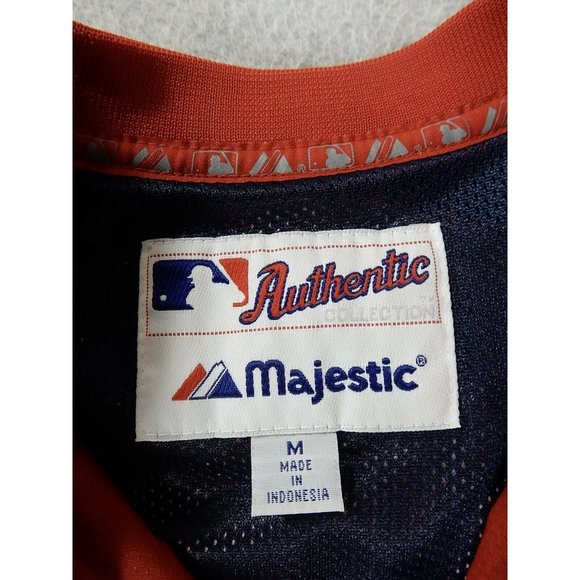 Authentic
COLLECTION
Majestic®
M
MADE
IN
INDONESIA